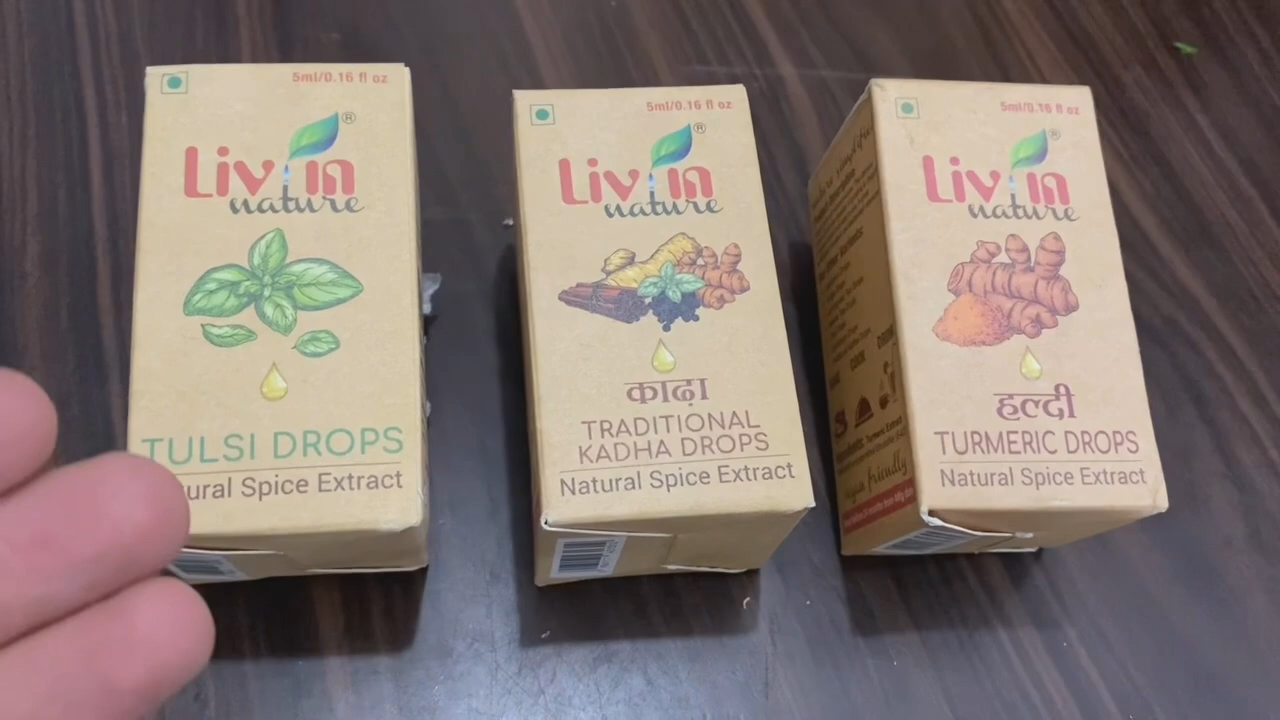 5ml/0.16 fl oz
Liv in®
nature
TULSI DROPS
ural Spice Extract
5ml/0.16 fl oz
Liv in®
nature
काढ़ा
TRADITIONAL
KADHA DROPS
Natural Spice Extract
5ml/0.16 fl oz
Liv in®
nature
हल्दी
TURMERIC DROPS
Natural Spice Extract